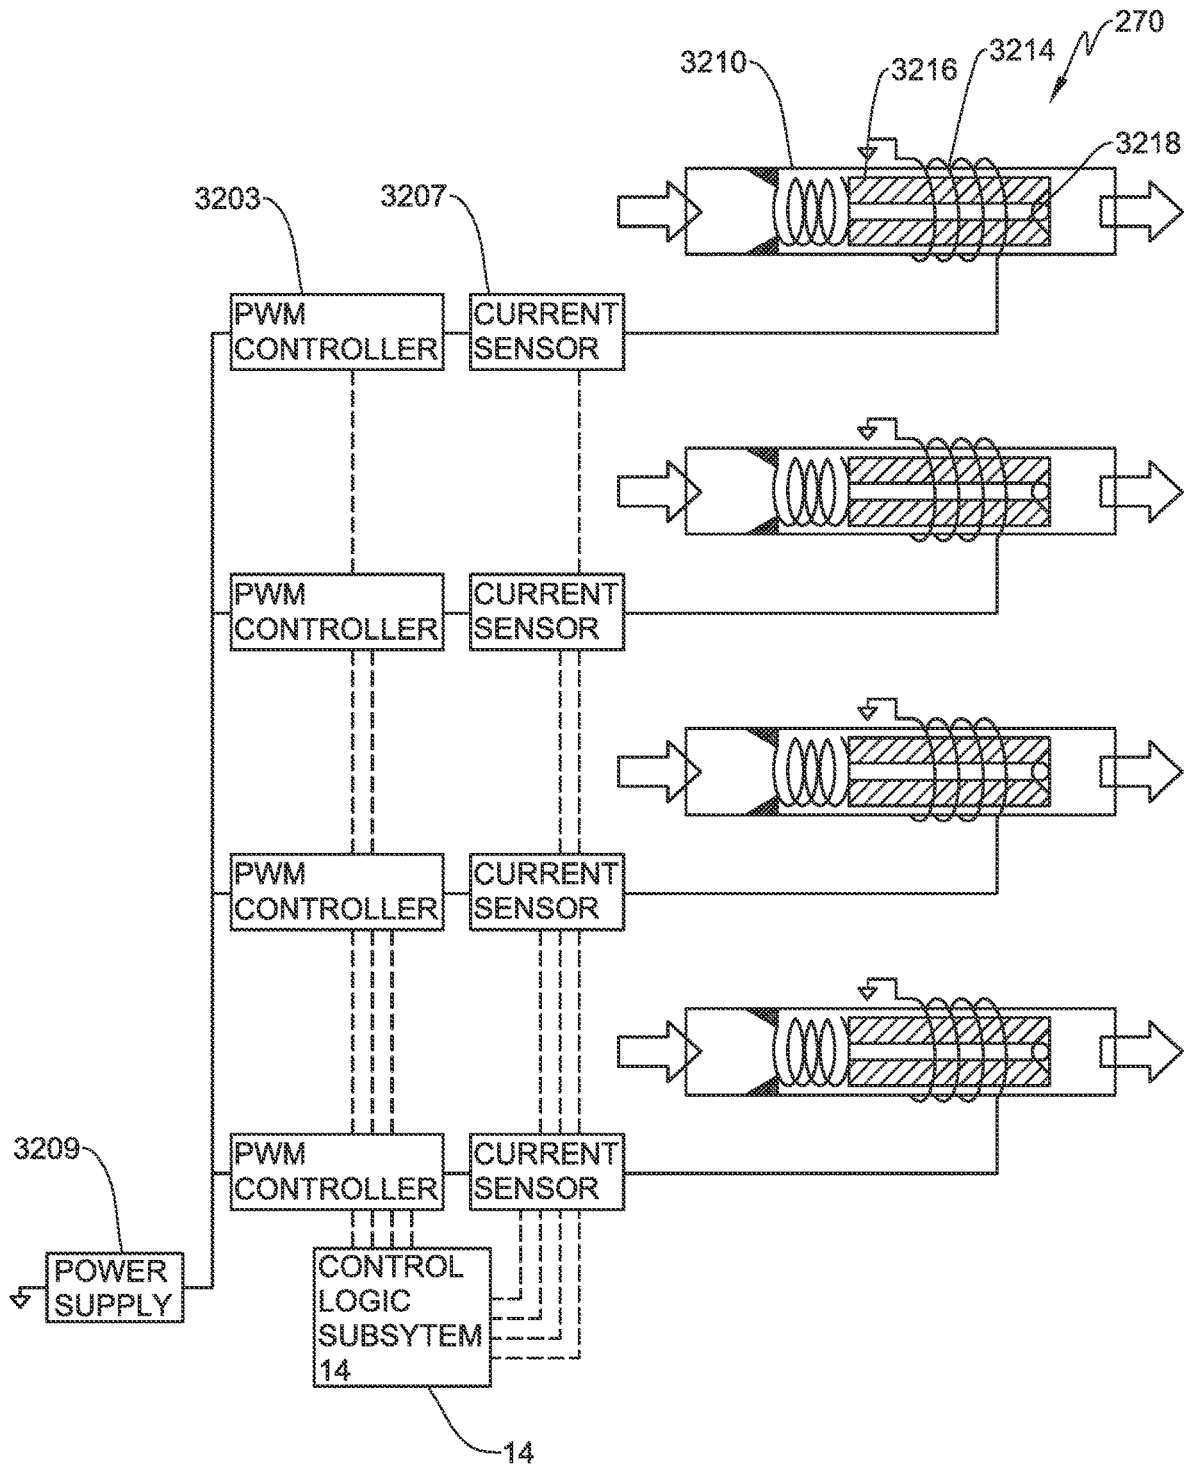 270
3214
3210
3216
3218
3203
3207
PWM
CONTROLLER
CURRENT
SENSOR
PWM
CONTROLLER
CURRENT
SENSOR
PWM
CONTROLLER
CURRENT
SENSOR
3209
PWM
CONTROLLER
CURRENT
SENSOR
POWER
SUPPLY
CONTROL
LOGIC
SUBSYTEM
14
14